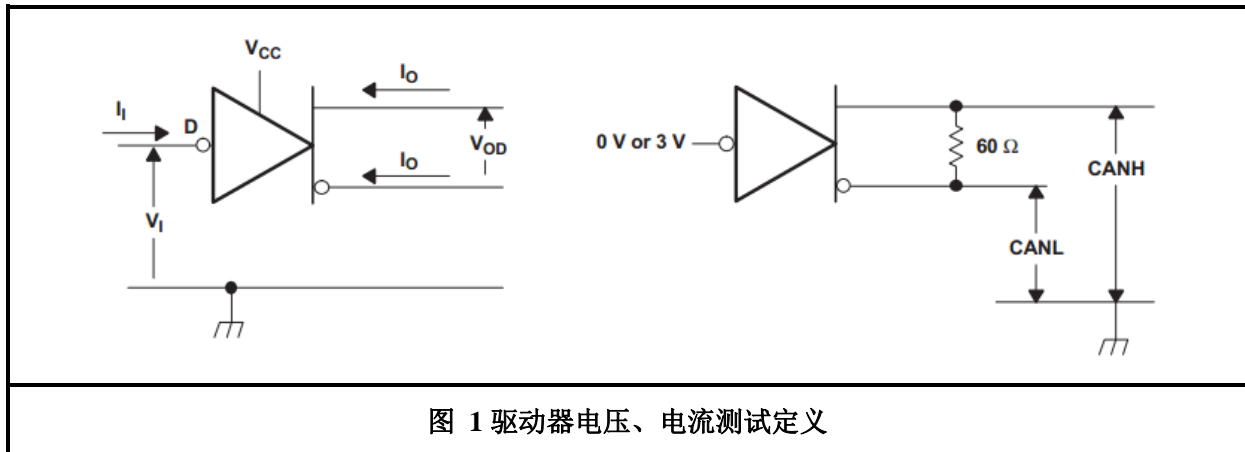 VCC
IO
II
D
VOD
IO
VI
0 V or 3 V
60 Ω
CANH
CANL
图 1 驱动器电压、电流测试定义